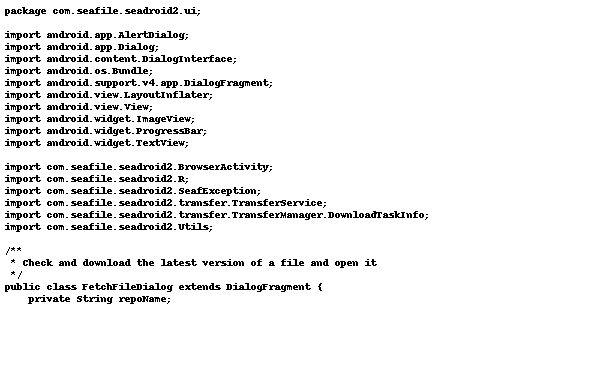 package com.seafile.seadroid2.ui;

import android.app.AlertDialog;
import android.app.Dialog;
import android.content.DialogInterface;
import android.os.Bundle;
import android.support.v4.app.DialogFragment;
import android.view.LayoutInflater;
import android.view.View;
import android.widget.ImageView;
import android.widget.ProgressBar;
import android.widget.TextView;

import com.seafile.seadroid2.BrowserActivity;
import com.seafile.seadroid2.R;
import com.seafile.seadroid2.SeafException;
import com.seafile.seadroid2.transfer.TransferService;
import com.seafile.seadroid2.transfer.TransferManager.DownloadTaskInfo;
import com.seafile.seadroid2.Utils;

/**
 * Check and download the latest version of a file and open it
 */
public class FetchFileDialog extends DialogFragment {
    private String repoName;